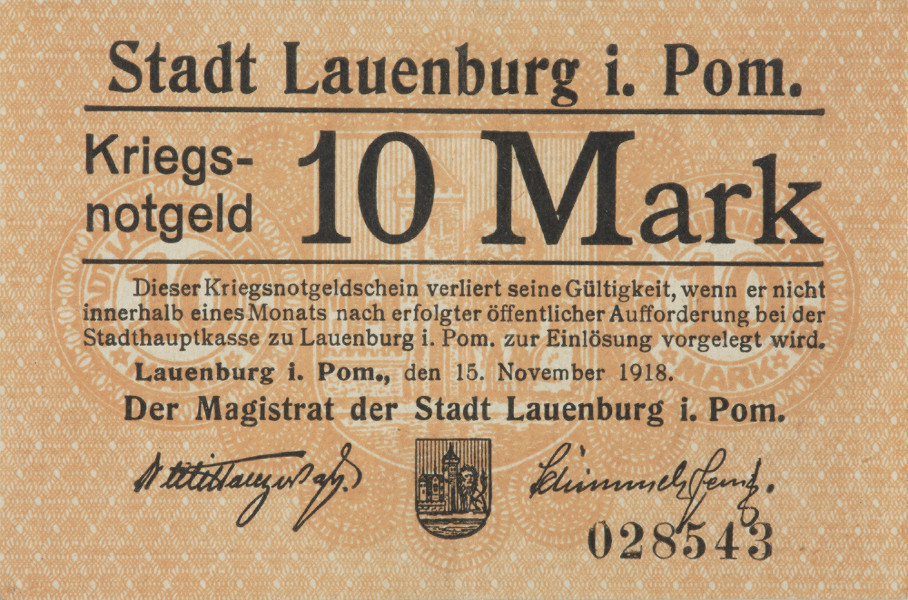 Stadt Lauenburg i. Pom.
Kriegs-
notgeld
10 Mark
Dieser Kriegsnotgeldschein verliert seine Gültigkeit, wenn er nicht
innerhalb eines Monats nach erfolgter öffentlicher Aufforderung bei der
Stadthauptkasse zu Lauenburg i. Pom. zur Einlösung vorgelegt wird.
Lauenburg i. Pom., den 15. November 1918.
Der Magistrat der Stadt Lauenburg i. Pom.
028543